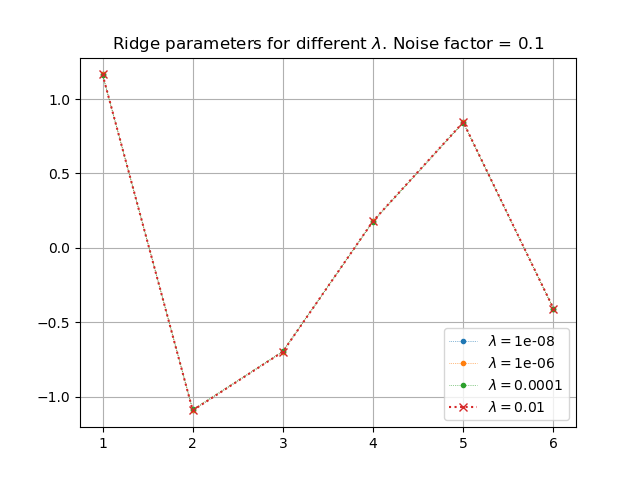 Ridge parameters for different λ. Noise factor = 0.1
1.0
0.5
0.0
−0.5
−1.0
λ = 1e-08
λ = 1e-06
λ = 0.0001
λ = 0.01
1 2 3 4 5 6